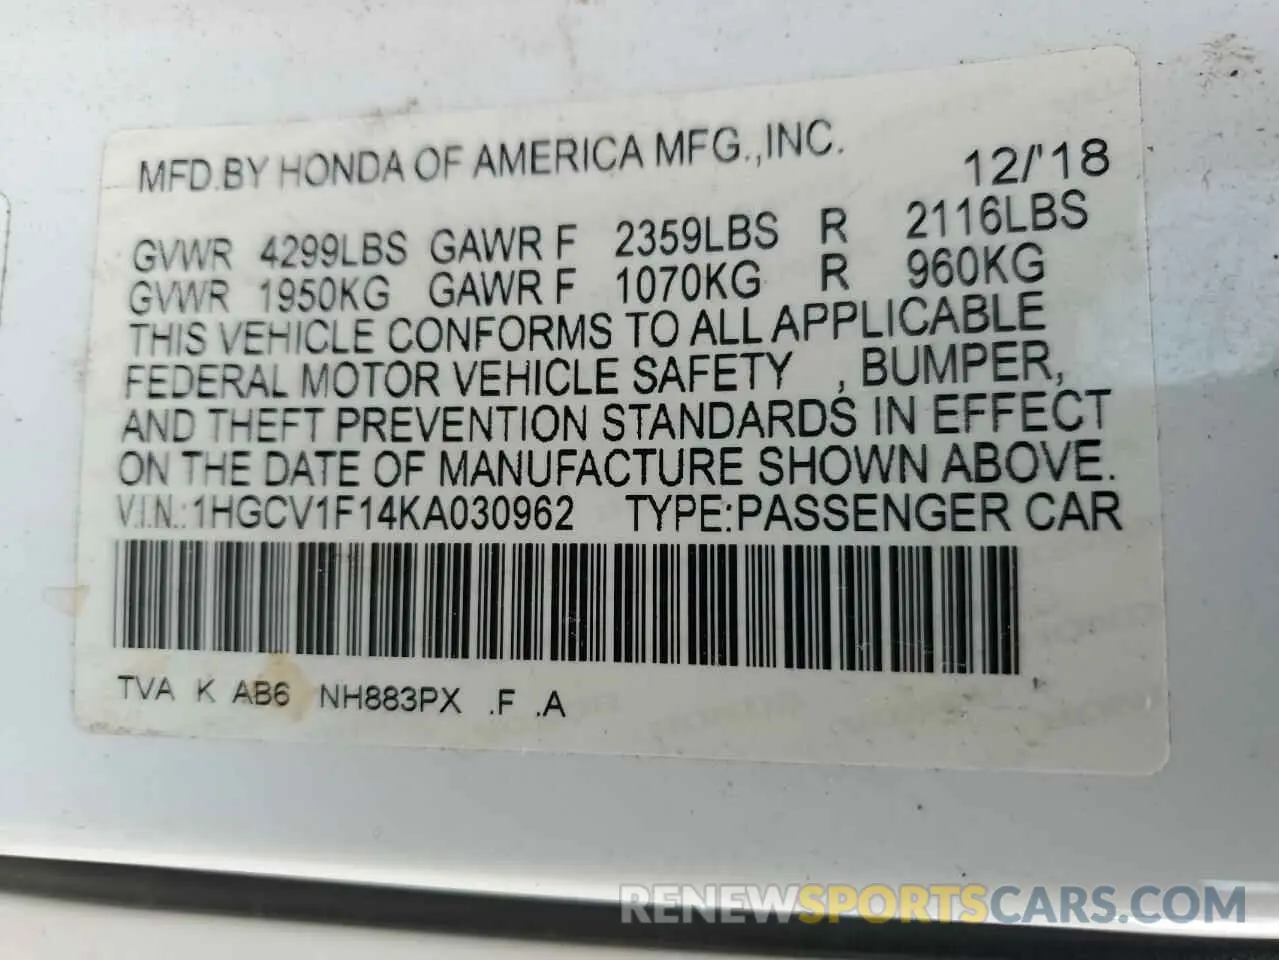 MFD.BY HONDA OF AMERICA MFG.,INC. 12/'18
GVWR 4299LBS GAWR F 2359LBS R 2116LBS
GVWR 1950KG GAWR F 1070KG R 960KG
THIS VEHICLE CONFORMS TO ALL APPLICABLE
FEDERAL MOTOR VEHICLE SAFETY , BUMPER,
AND THEFT PREVENTION STANDARDS IN EFFECT
ON THE DATE OF MANUFACTURE SHOWN ABOVE.
V.I.N.:1HGCV1F14KA030962 TYPE:PASSENGER CAR
TVA K AB6 NH883PX .F .A
RENEWSPORTSCARS.COM